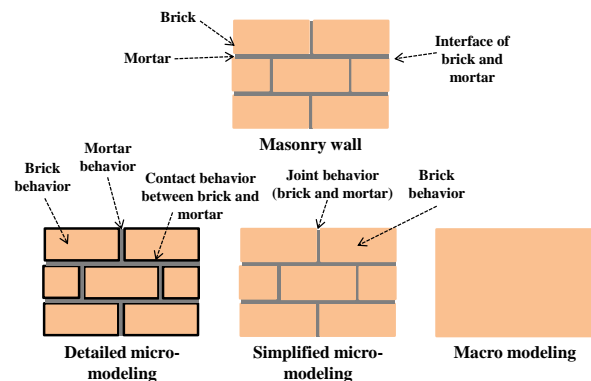 Brick
Mortar
Interface of
brick and
mortar
Masonry wall
Brick
behavior
Mortar
behavior
Contact behavior
between brick and
mortar
Joint behavior
(brick and mortar)
Brick
behavior
Detailed micro-
modeling
Simplified micro-
modeling
Macro modeling